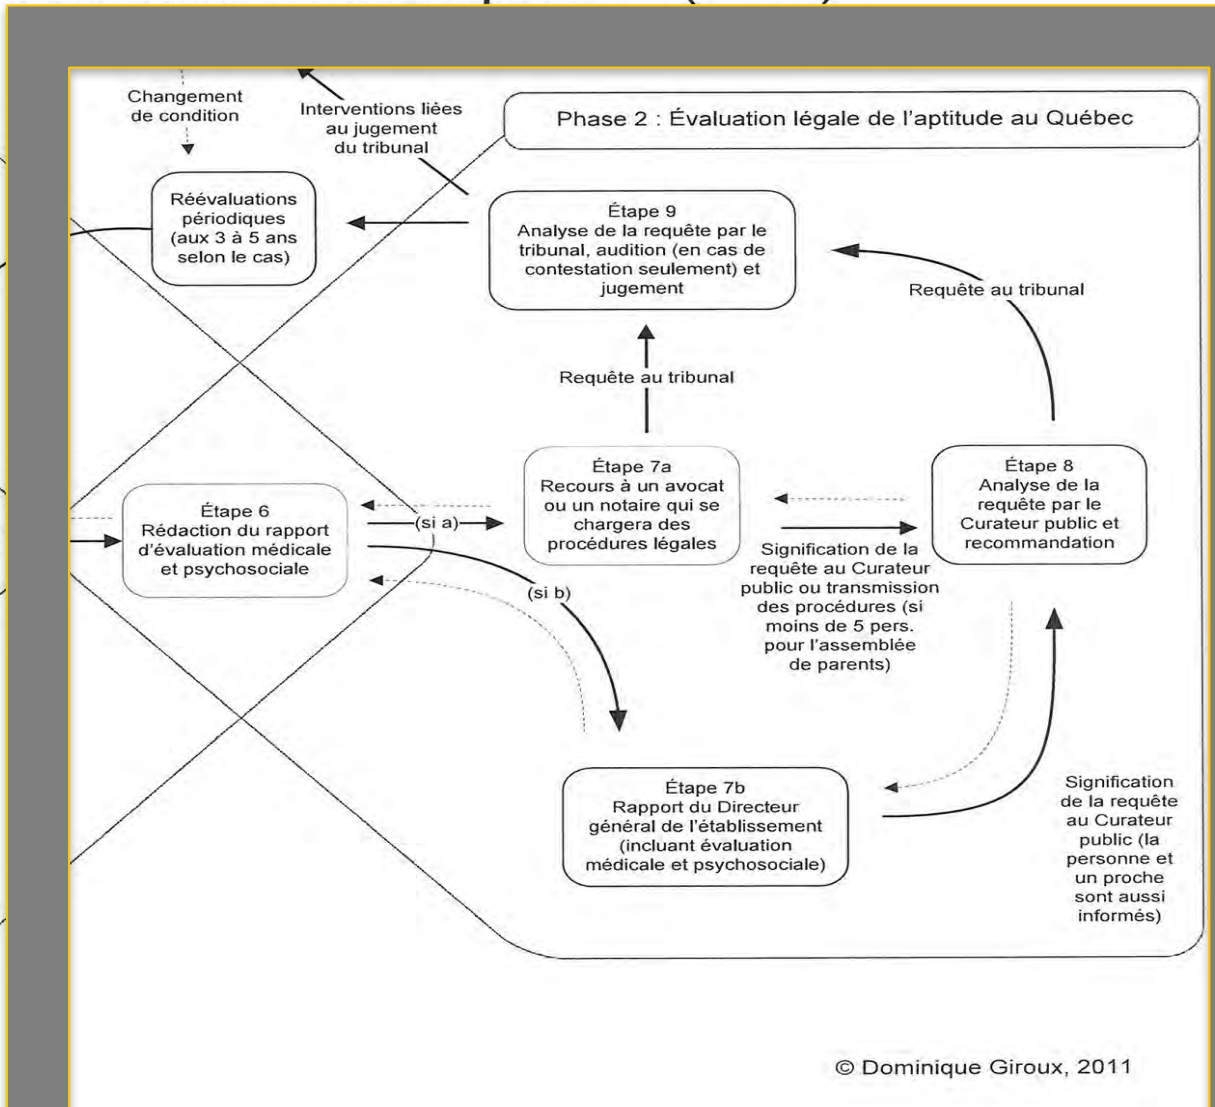 Changement
de condition
Interventions liées
au jugement
du tribunal
Phase 2 : Évaluation légale de l'aptitude au Québec
Réévaluations
périodiques
(aux 3 à 5 ans
selon le cas)
Étape 9
Analyse de la requête par le
tribunal, audition (en cas de
contestation seulement) et
jugement
Requête au tribunal
Requête au tribunal
Étape 6
Rédaction du rapport
d'évaluation médicale
et psychosociale
(si a)
(si b)
Étape 7a
Recours à un avocat
ou un notaire qui se
chargera des
procédures légales
Signification de la
requête au Curateur
public ou transmission
des procédures (si
moins de 5 pers.
pour l'assemblée
de parents)
Étape 8
Analyse de la
requête par le
Curateur public et
recommandation
Étape 7b
Rapport du Directeur
général de l'établissement
(incluant évaluation
médicale et psychosociale)
Signification
de la requête
au Curateur
public (la
personne et
un proche
sont aussi
informés)
© Dominique Giroux, 2011